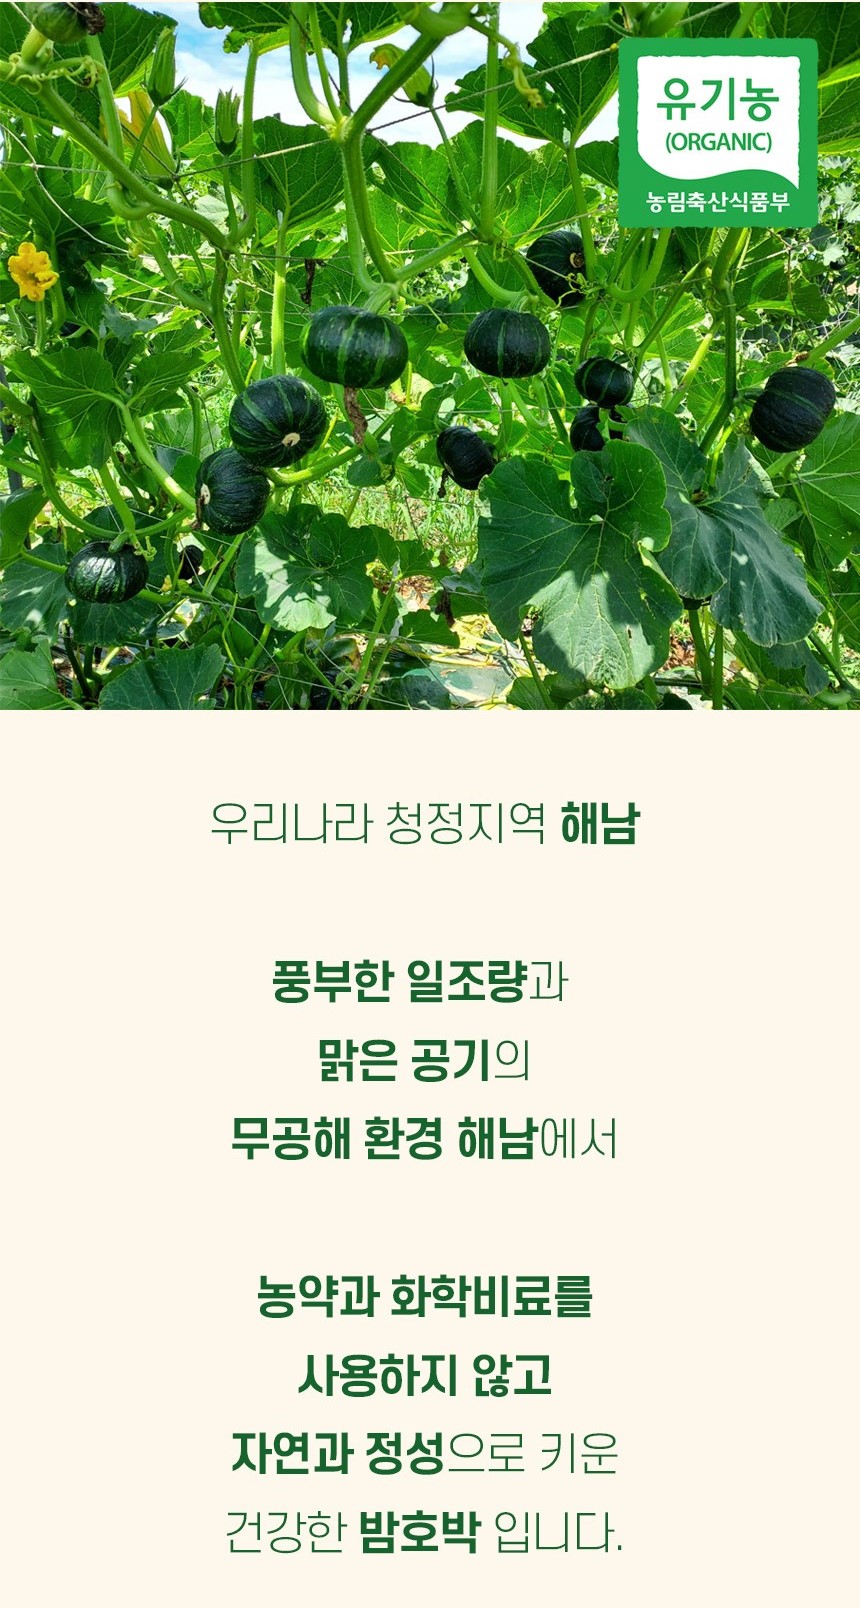 유기농
(ORGANIC)
농림축산식품부
우리나라 청정지역 해남
풍부한 일조량과
맑은 공기의
무공해 환경 해남에서
농약과 화학비료를
사용하지 않고
자연과 정성으로 키운
건강한 밤호박 입니다.